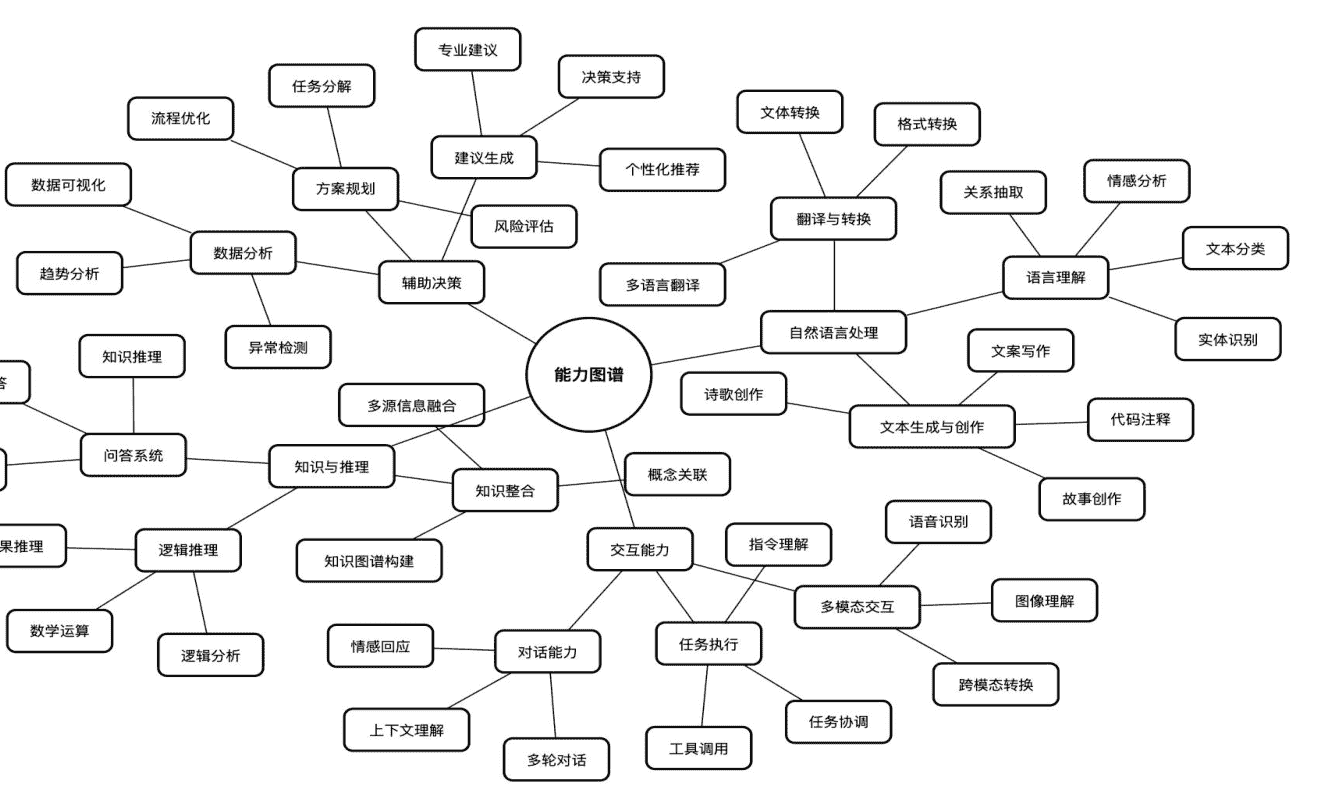 专业建议
决策支持
任务分解
流程优化
建议生成
个性化推荐
方案规划
风险评估
数据可视化
数据分析
趋势分析
辅助决策
异常检测
文体转换
格式转换
关系抽取
情感分析
翻译与转换
文本分类
语言理解
多语言翻译
自然语言处理
实体识别
文案写作
能力图谱
诗歌创作
文本生成与创作
代码注释
故事创作
知识推理
答
多源信息融合
问答系统
知识与推理
知识整合
概念关联
果推理
逻辑推理
知识图谱构建
数学运算
逻辑分析
交互能力
指令理解
语音识别
多模态交互
图像理解
情感回应
对话能力
任务执行
跨模态转换
上下文理解
多轮对话
工具调用
任务协调